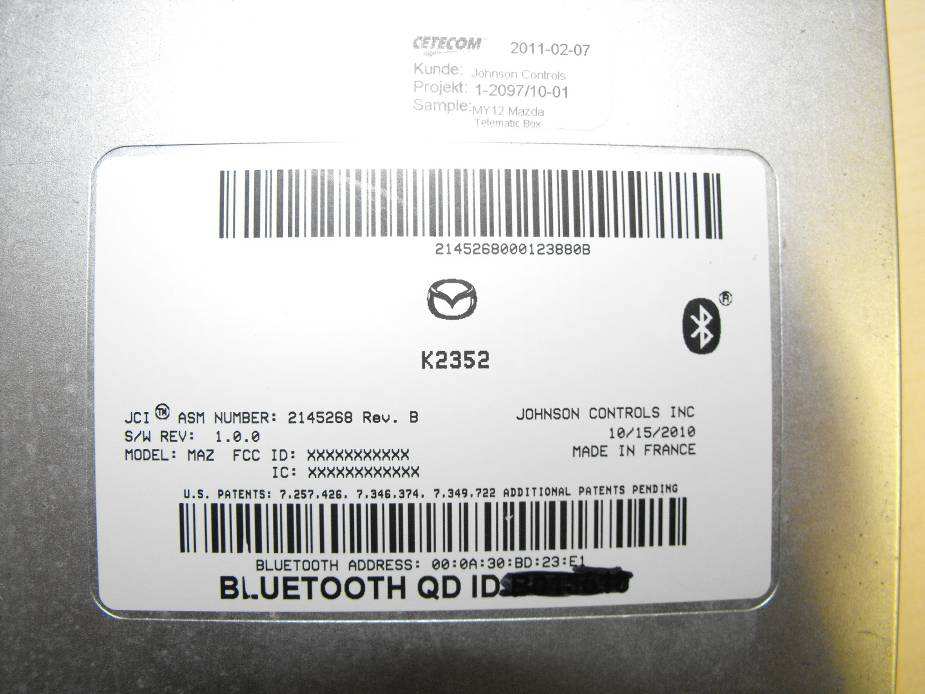 CETECOM 2011-02-07
Kunde: Johnson Controls
Projekt: 1-2097/10-01
Sample: MY12 Mazda
Telematic Box
21452680000123880B
K2352
JCI™ ASM NUMBER: 2145268 Rev. B
S/W REV: 1.0.0
MODEL: MAZ FCC ID: XXXXXXXXXXX
IC: XXXXXXXXXXXX
JOHNSON CONTROLS INC
10/15/2010
MADE IN FRANCE
U.S. PATENTS: 7.257.426. 7.346.374. 7.349.722 ADDITIONAL PATENTS PENDING
BLUETOOTH ADDRESS: 00:0A:30:BD:23:E1
BLUETOOTH QD ID